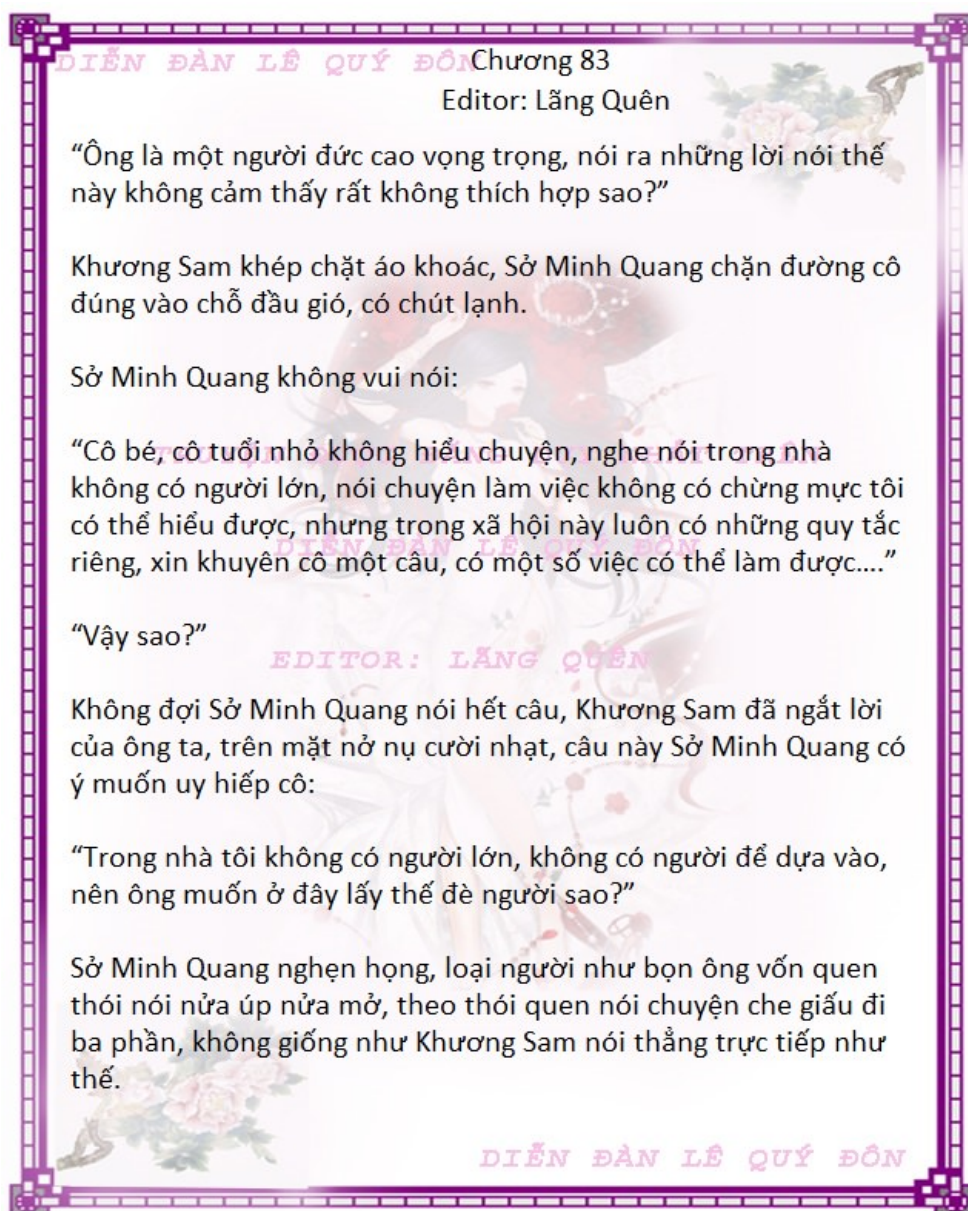 DIỄN ĐÀN LÊ QUÝ ĐÔN
Chương 83
Editor: Lãng Quên
“Ông là một người đức cao vọng trọng, nói ra những lời nói thế
này không cảm thấy rất không thích hợp sao?”
Khương Sam khép chặt áo khoác, Sở Minh Quang chặn đường cô
đúng vào chỗ đầu gió, có chút lạnh.
Sở Minh Quang không vui nói:
“Cô bé, cô tuổi nhỏ không hiểu chuyện, nghe nói trong nhà
không có người lớn, nói chuyện làm việc không có chừng mực tôi
có thể hiểu được, nhưng trong xã hội này luôn có những quy tắc
DIỄN ĐÀN LÊ QUÝ ĐÔN
riêng, xin khuyên cô một câu, có một số việc có thể làm được....”
“Vậy sao?”
EDITOR: LÃNG QUÊN
Không đợi Sở Minh Quang nói hết câu, Khương Sam đã ngắt lời
của ông ta, trên mặt nở nụ cười nhạt, câu này Sở Minh Quang có
ý muốn uy hiếp cô:
“Trong nhà tôi không có người lớn, không có người để dựa vào,
nên ông muốn ở đây lấy thế đè người sao?”
Sở Minh Quang nghẹn họng, loại người như bọn ông vốn quen
thói nói nửa úp nửa mở, theo thói quen nói chuyện che giấu đi
ba phần, không giống như Khương Sam nói thẳng trực tiếp như
thế.
DIỄN ĐÀN LÊ QUÝ ĐÔN